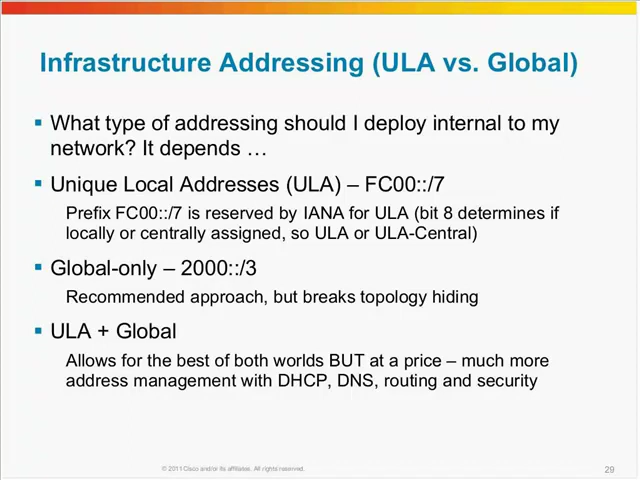 Infrastructure Addressing (ULA vs. Global)
▪ What type of addressing should I deploy internal to my
network? It depends …
▪ Unique Local Addresses (ULA) – FC00::/7
Prefix FC00::/7 is reserved by IANA for ULA (bit 8 determines if
locally or centrally assigned, so ULA or ULA-Central)
▪ Global-only – 2000::/3
Recommended approach, but breaks topology hiding
▪ ULA + Global
Allows for the best of both worlds BUT at a price – much more
address management with DHCP, DNS, routing and security
© 2011 Cisco and/or its affiliates. All rights reserved.
29